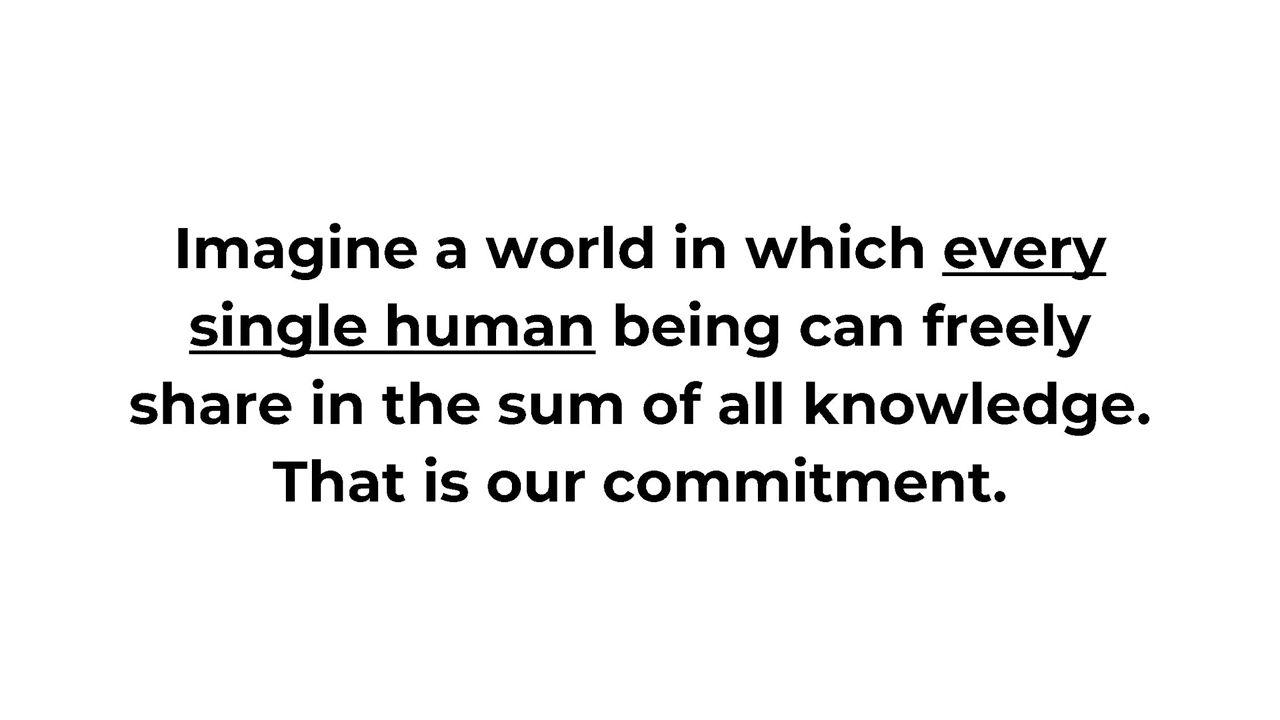 Imagine a world in which every
single human being can freely
share in the sum of all knowledge.
That is our commitment.